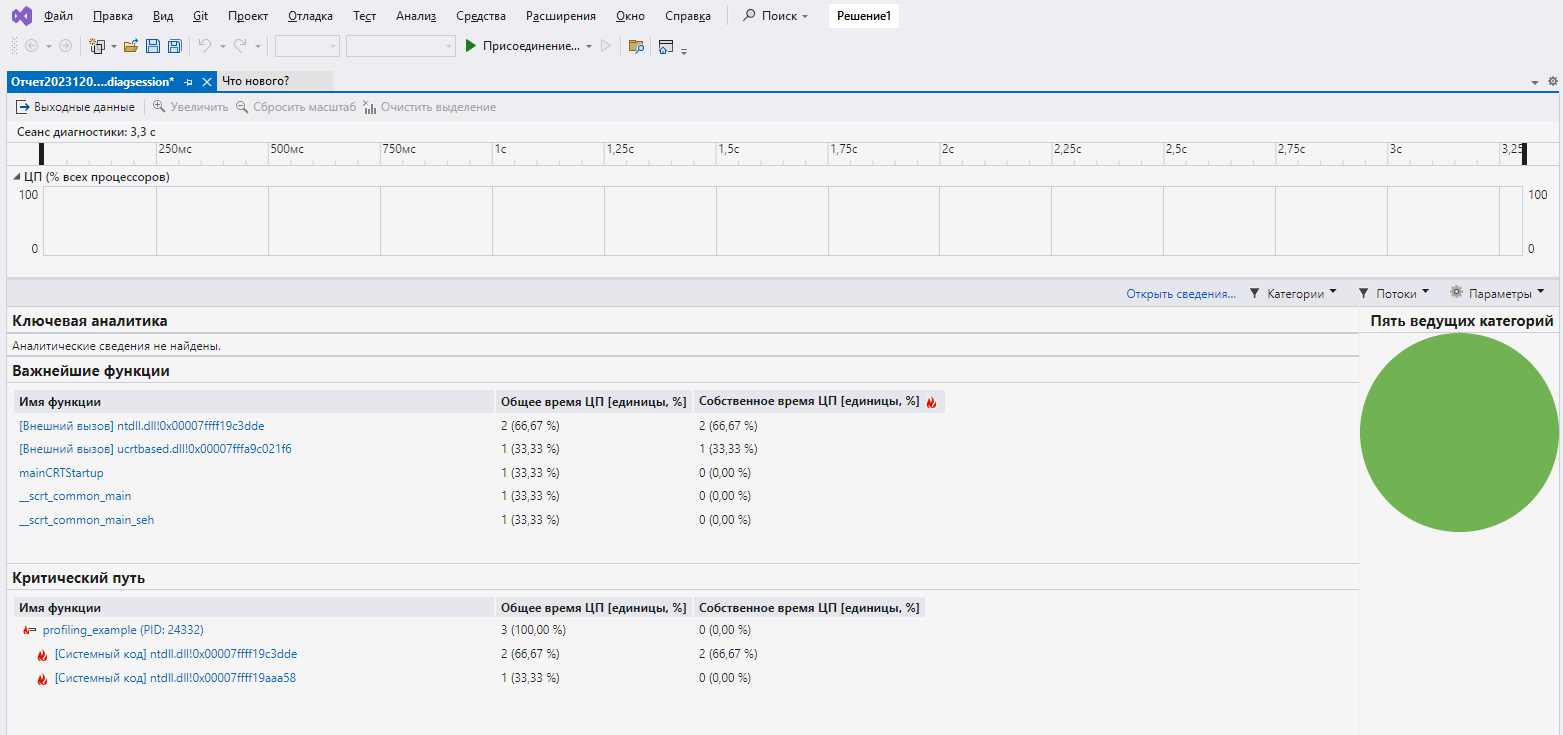 Файл Правка Вид Git Проект Отладка Тест Анализ Средства Расширения Окно Справка Поиск Решение1
Присоединение...
Отчет2023120....diagsession* Что нового?
Выходные данные Увеличить Сбросить масштаб Очистить выделение
Сеанс диагностики: 3,3 с
250мс 500мс 750мс 1с 1,25с 1,5с 1,75с 2с 2,25с 2,5с 2,75с 3с 3,25
ЦП (% всех процессоров)
100 100
0 0
Открыть сведения... Категории Потоки Параметры
Ключевая аналитика Пять ведущих категорий
Аналитические сведения не найдены.
Важнейшие функции
Имя функции Общее время ЦП [единицы, %] Собственное время ЦП [единицы, %]
[Внешний вызов] ntdll.dll!0x00007ffff19c3dde 2 (66,67 %) 2 (66,67 %)
[Внешний вызов] ucrtbased.dll!0x00007fffa9c021f6 1 (33,33 %) 1 (33,33 %)
mainCRTStartup 1 (33,33 %) 0 (0,00 %)
__scrt_common_main 1 (33,33 %) 0 (0,00 %)
__scrt_common_main_seh 1 (33,33 %) 0 (0,00 %)
Критический путь
Имя функции Общее время ЦП [единицы, %] Собственное время ЦП [единицы, %]
profiling_example (PID: 24332) 3 (100,00 %) 0 (0,00 %)
[Системный код] ntdll.dll!0x00007ffff19c3dde 2 (66,67 %) 2 (66,67 %)
[Системный код] ntdll.dll!0x00007ffff19aaa58 1 (33,33 %) 0 (0,00 %)